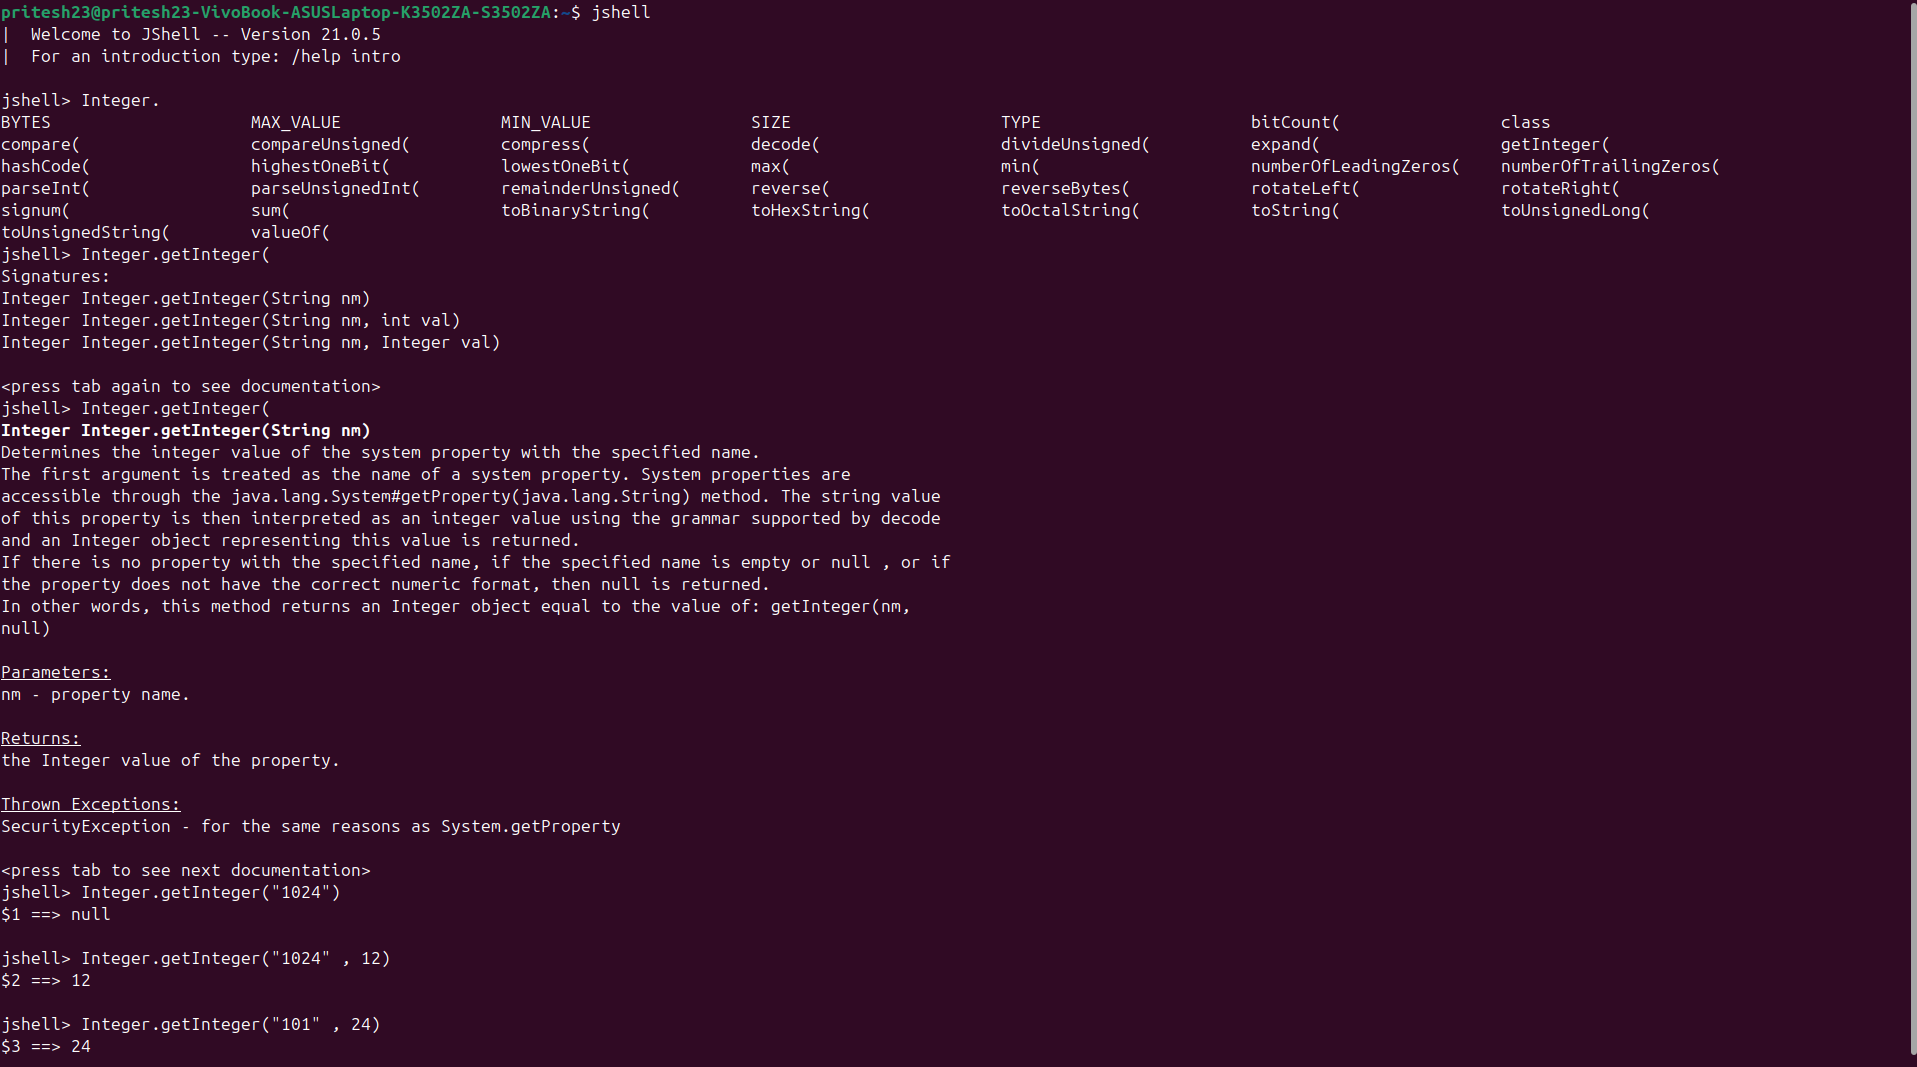 pritesh23@pritesh23-VivoBook-ASUSLaptop-K3502ZA-S3502ZA:~$ jshell
|  Welcome to JShell -- Version 21.0.5
|  For an introduction type: /help intro
jshell> Integer.
BYTES                    MAX_VALUE                MIN_VALUE                SIZE                     TYPE                     bitCount(                class
compare(                 compareUnsigned(         compress(                decode(                  divideUnsigned(          expand(                  getInteger(
hashCode(                highestOneBit(           lowestOneBit(            max(                     min(                     numberOfLeadingZeros(    numberOfTrailingZeros(
parseInt(                parseUnsignedInt(        remainderUnsigned(       reverse(                 reverseBytes(            rotateLeft(              rotateRight(
signum(                  sum(                     toBinaryString(          toHexString(             toOctalString(           toString(                toUnsignedLong(
toUnsignedString(        valueOf(
jshell> Integer.getInteger(
Signatures:
Integer Integer.getInteger(String nm)
Integer Integer.getInteger(String nm, int val)
Integer Integer.getInteger(String nm, Integer val)
<press tab again to see documentation>
jshell> Integer.getInteger(
Integer Integer.getInteger(String nm)
Determines the integer value of the system property with the specified name.
The first argument is treated as the name of a system property. System properties are
accessible through the java.lang.System#getProperty(java.lang.String) method. The string value
of this property is then interpreted as an integer value using the grammar supported by decode
and an Integer object representing this value is returned.
If there is no property with the specified name, if the specified name is empty or null , or if
the property does not have the correct numeric format, then null is returned.
In other words, this method returns an Integer object equal to the value of: getInteger(nm,
null)
Parameters:
nm - property name.
Returns:
the Integer value of the property.
Thrown Exceptions:
SecurityException - for the same reasons as System.getProperty
<press tab to see next documentation>
jshell> Integer.getInteger("1024")
$1 ==> null
jshell> Integer.getInteger("1024" , 12)
$2 ==> 12
jshell> Integer.getInteger("101" , 24)
$3 ==> 24